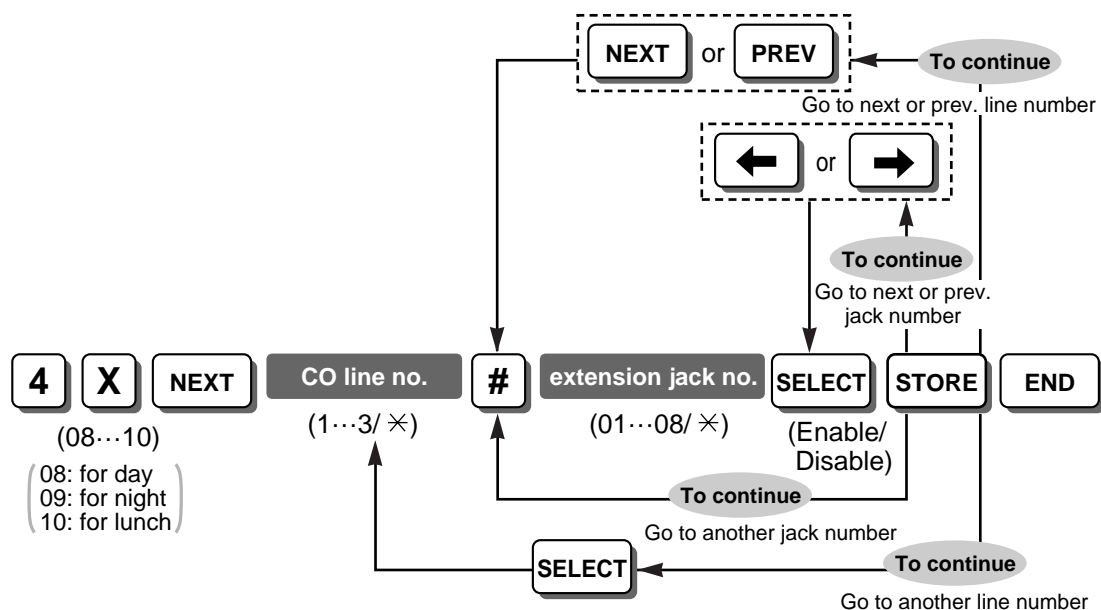 NEXT or PREV
To continue
Go to next or prev. line number
← or →
To continue
Go to next or prev.
jack number
4 X NEXT CO line no. # extension jack no. SELECT STORE END
(08···10)
(1···3/ ✳)
(01···08/ ✳)
(Enable/
Disable)
08: for day
09: for night
10: for lunch
To continue
Go to another jack number
SELECT
To continue
Go to another line number